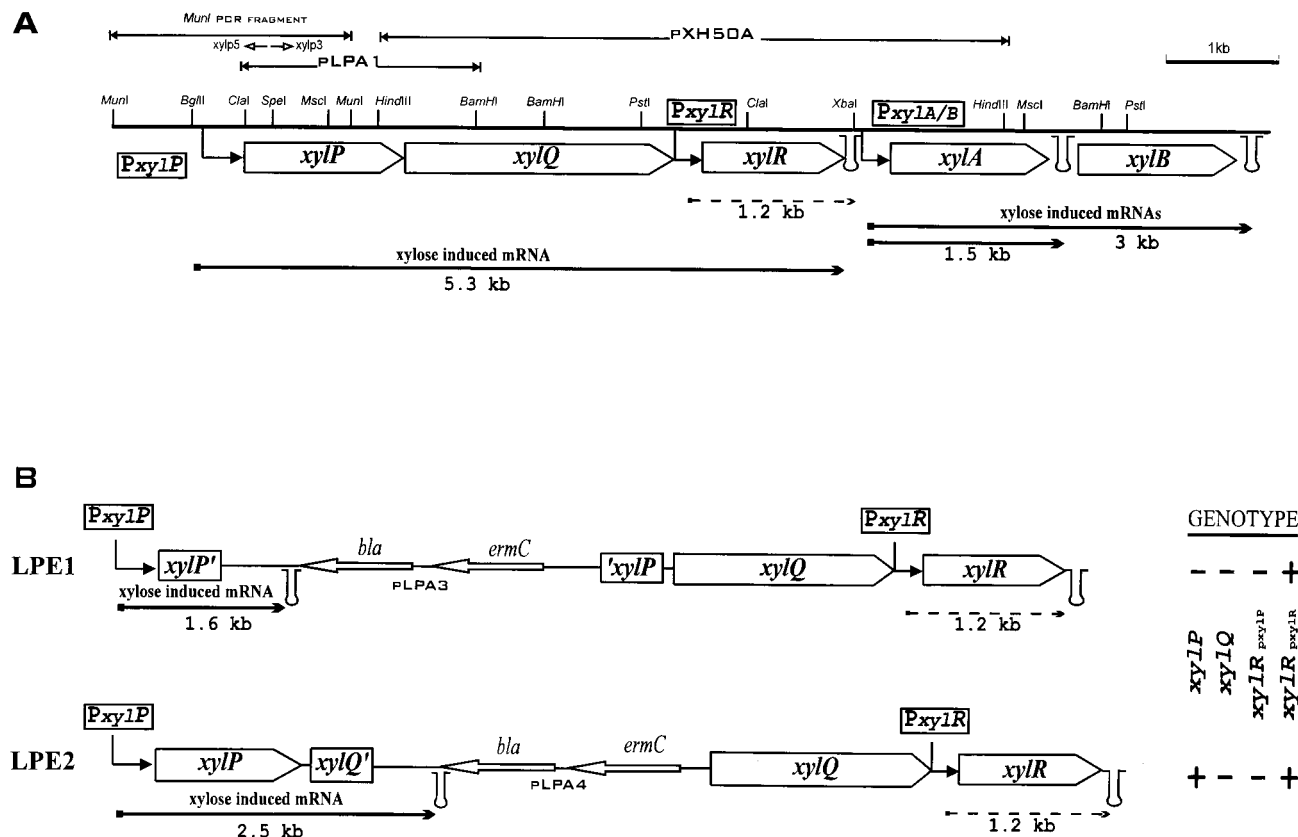 A
MunI PCR FRAGMENT
xylp5 xylp3
pLPA1
pXH50A
1kb
MunI BglII ClaI SpeI MscI MunI HindIII BamHI BamHI PstI PxylR ClaI XbaI PxylA/B HindIII MscI BamHI PstI
PxylP xylP xylQ xylR xylA xylB
1.2 kb
xylose induced mRNAs
3 kb
1.5 kb
xylose induced mRNA
5.3 kb
B
PxylP PxylR GENOTYPE
LPE1 xylP' bla pLPA3 ermC 'xylP xylQ xylR - - - +
xylose induced mRNA
1.6 kb 1.2 kb
xylP xylQ xylR pxylP xylR pxylR
PxylP PxylR
LPE2 xylP xylQ' bla pLPA4 ermC xylQ xylR + - - +
xylose induced mRNA
2.5 kb 1.2 kb